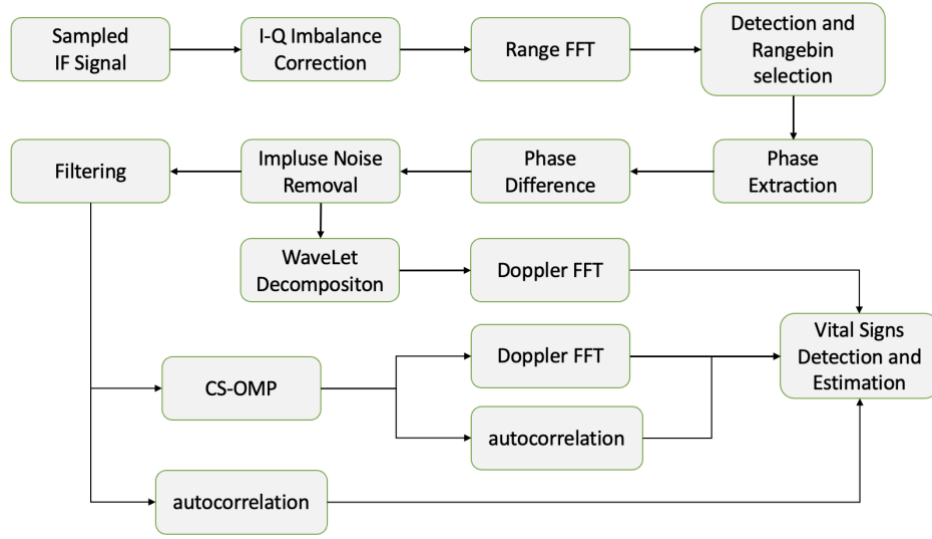 Sampled
IF Signal
I-Q Imbalance
Correction
Range FFT
Detection and
Rangebin
selection
Filtering
Impluse Noise
Removal
Phase
Difference
Phase
Extraction
WaveLet
Decompositon
Doppler FFT
Vital Signs
Detection and
Estimation
Doppler FFT
CS-OMP
autocorrelation
autocorrelation